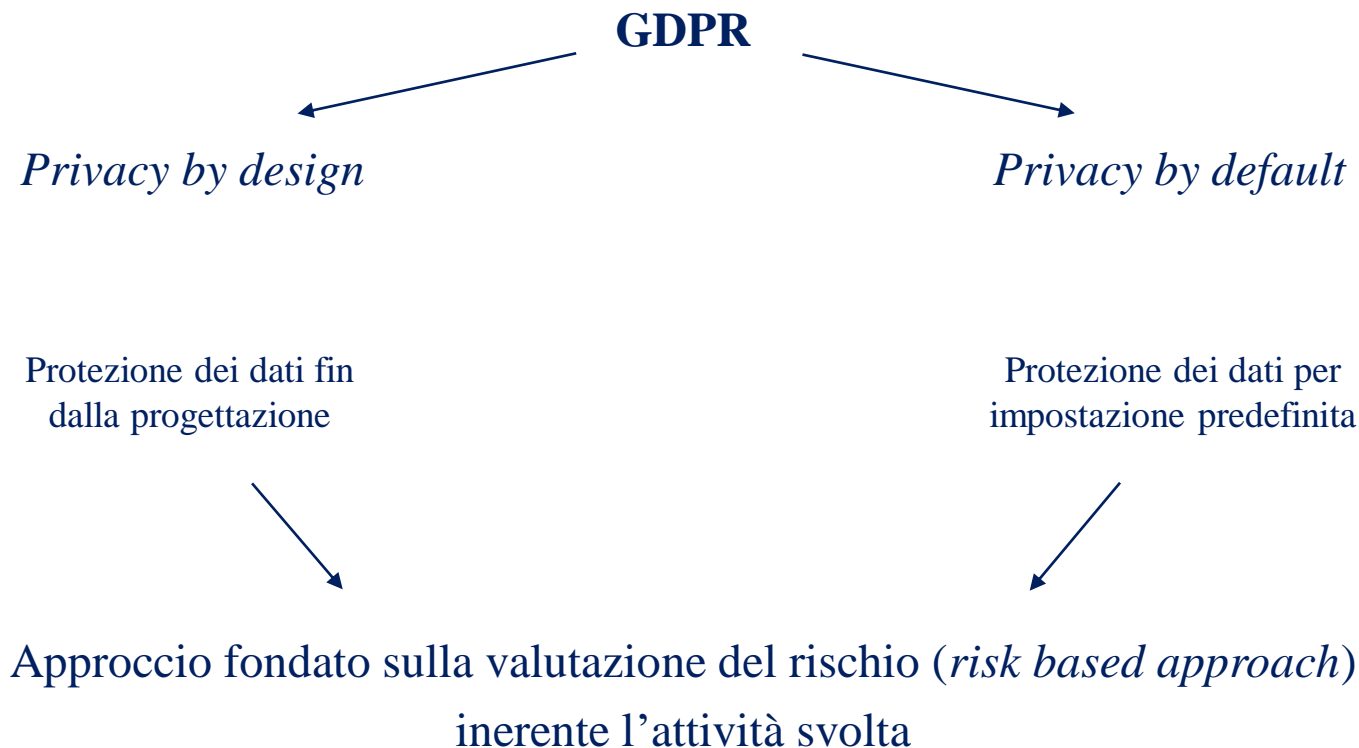 GDPR
Privacy by design
Privacy by default
Protezione dei dati fin
dalla progettazione
Protezione dei dati per
impostazione predefinita
Approccio fondato sulla valutazione del rischio (risk based approach)
inerente l’attività svolta